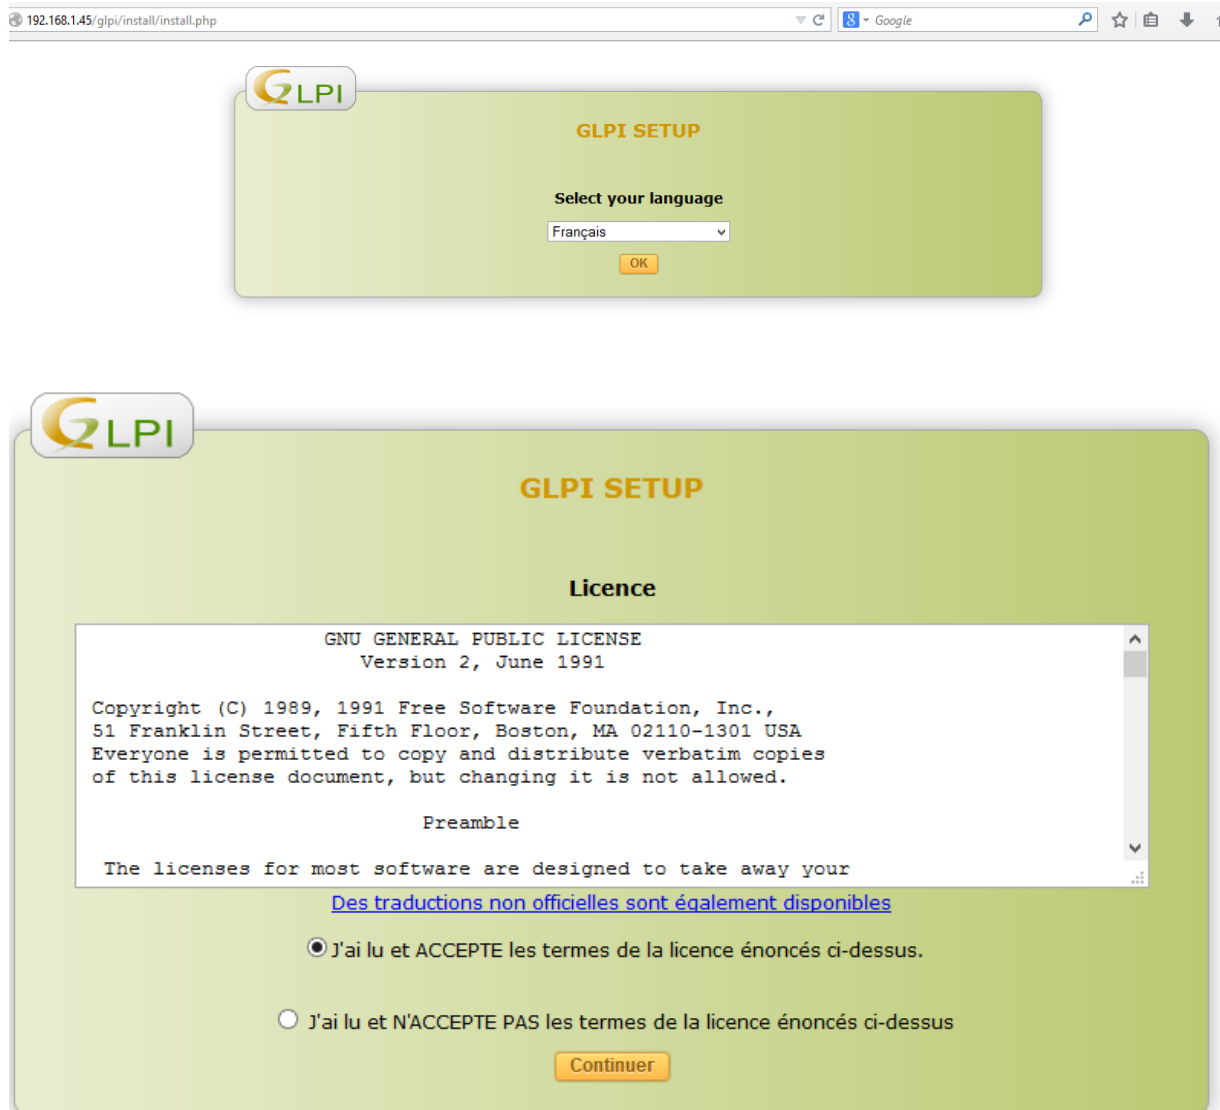 192.168.1.45/glpi/install/install.php
8 Google
GLPI
GLPI SETUP
Select your language
Français
OK
GLPI
GLPI SETUP
Licence
GNU GENERAL PUBLIC LICENSE
Version 2, June 1991
Copyright (C) 1989, 1991 Free Software Foundation, Inc.,
51 Franklin Street, Fifth Floor, Boston, MA 02110-1301 USA
Everyone is permitted to copy and distribute verbatim copies
of this license document, but changing it is not allowed.
Preamble
The licenses for most software are designed to take away your
Des traductions non officielles sont également disponibles
J'ai lu et ACCEPTE les termes de la licence énoncés ci-dessus.
J'ai lu et N'ACCEPTE PAS les termes de la licence énoncés ci-dessus
Continuer